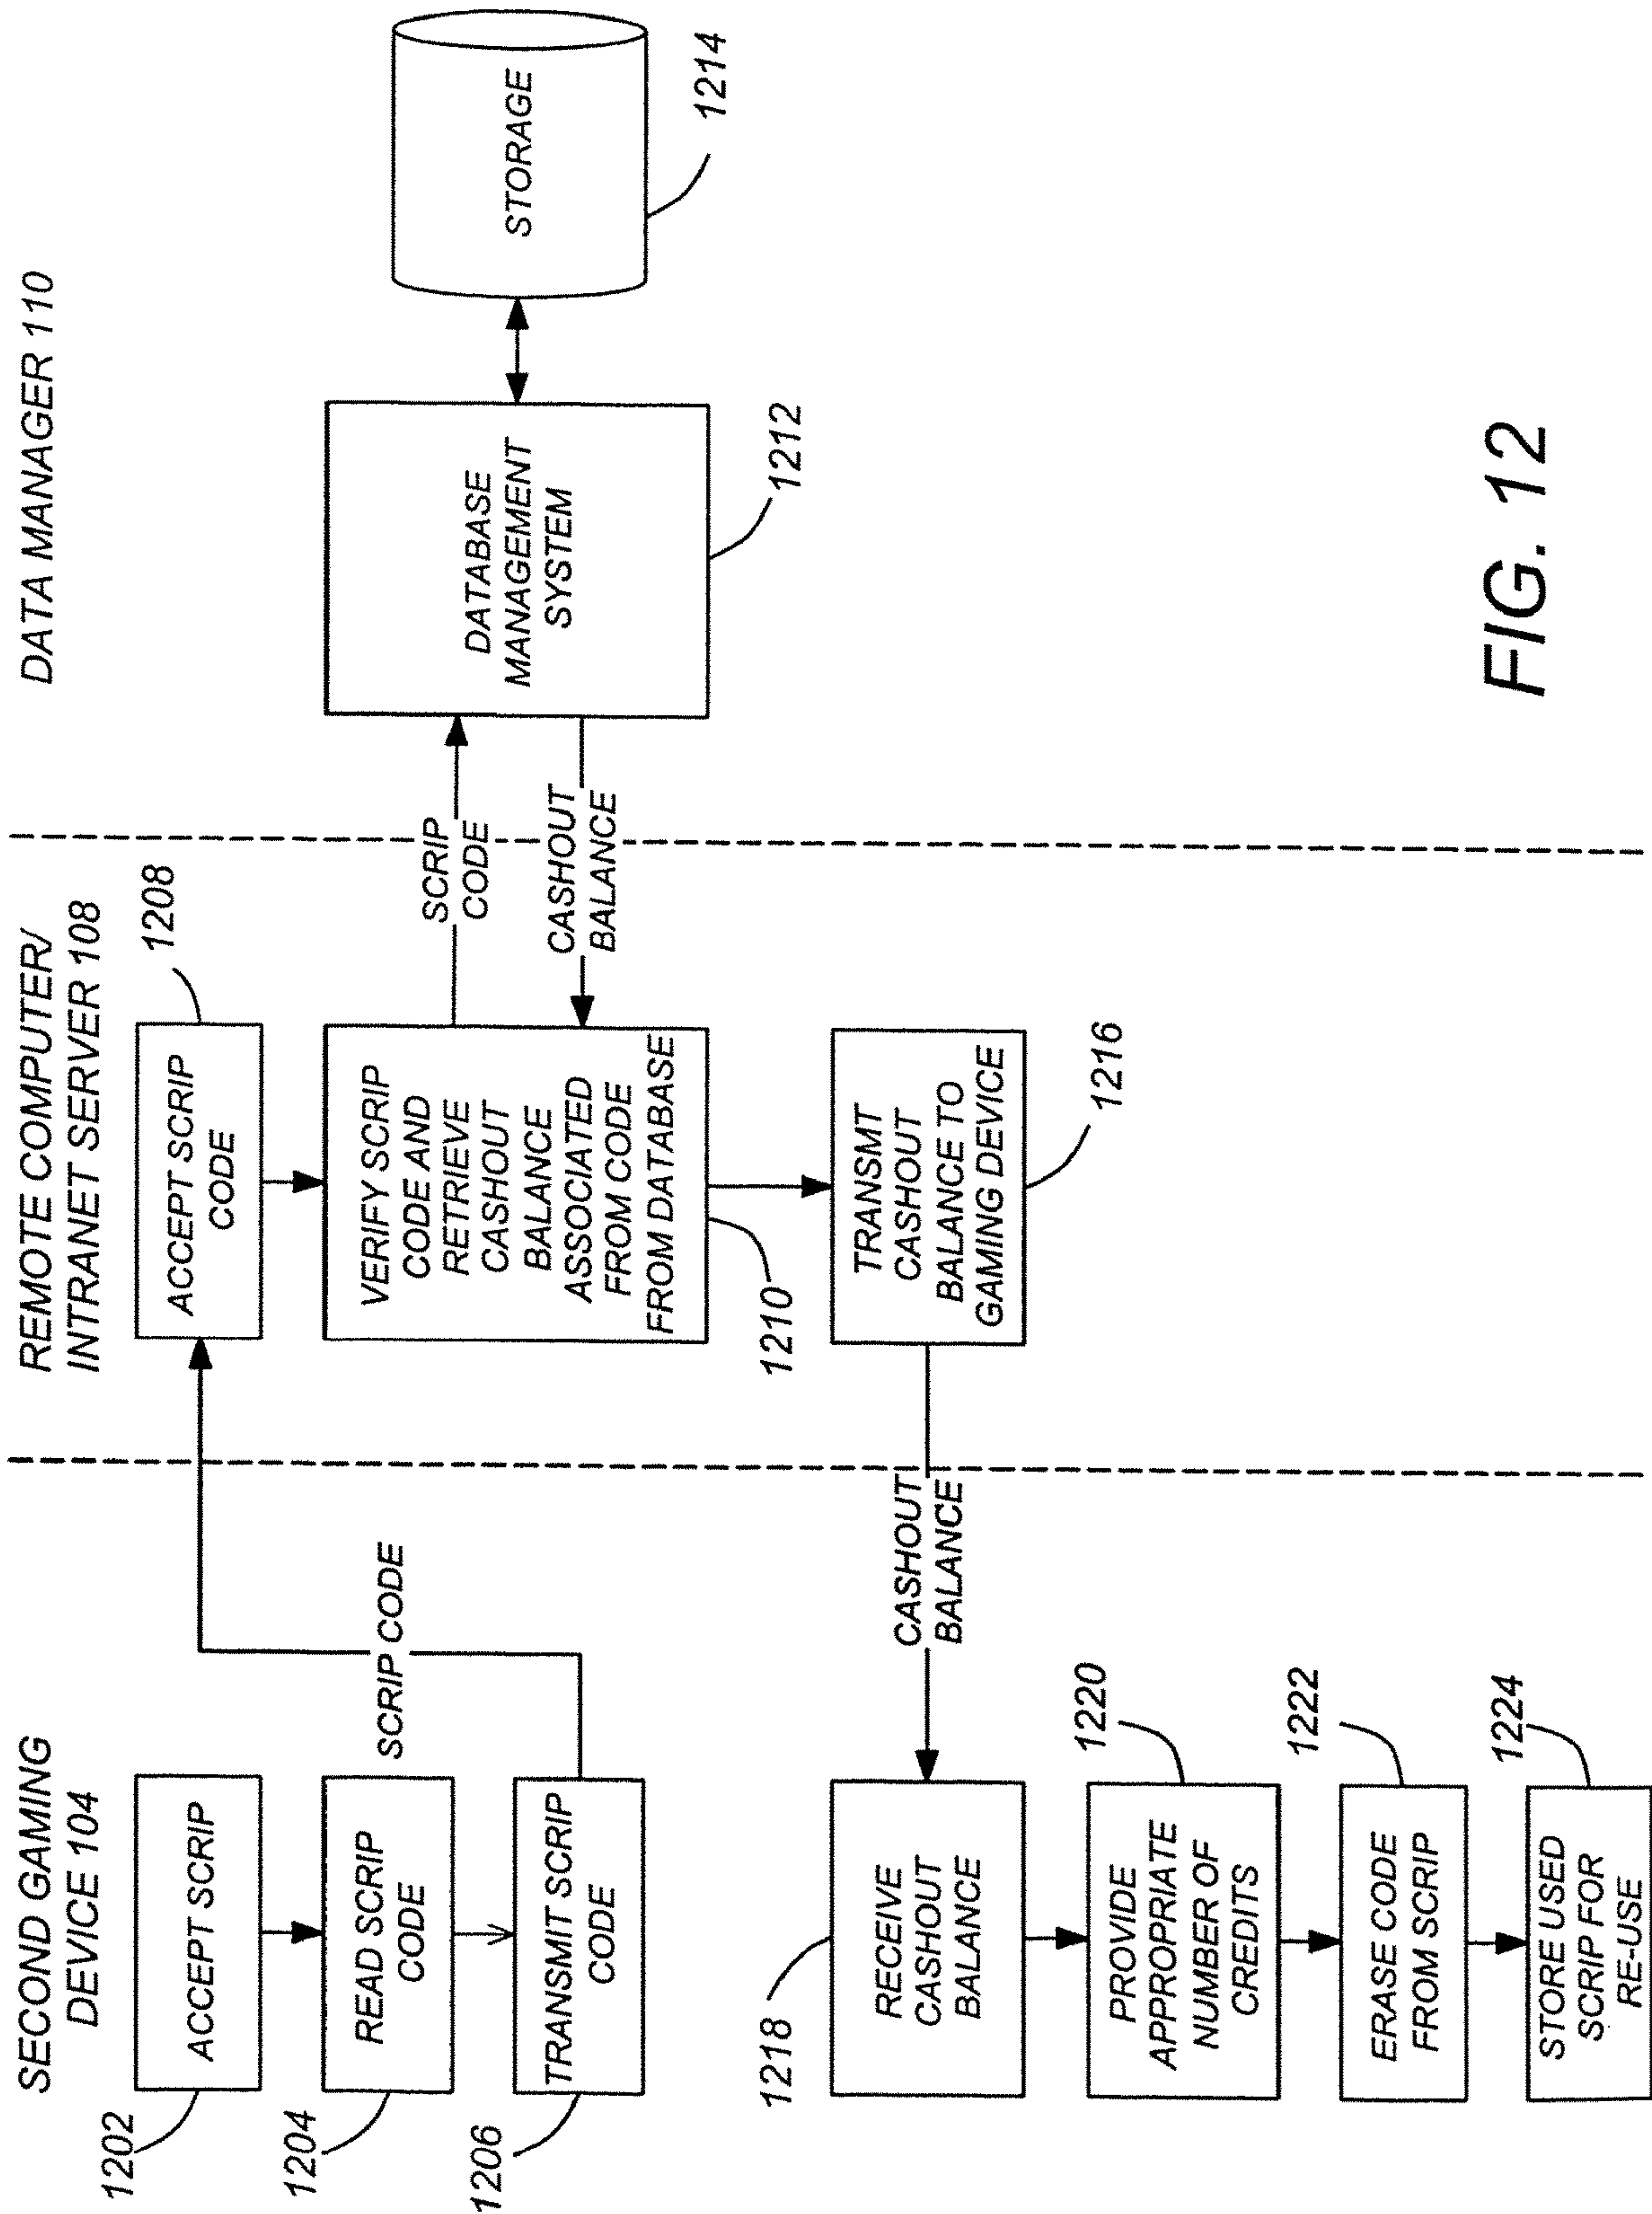 SECOND GAMING
DEVICE 104
REMOTE COMPUTER/
INTRANET SERVER 108
DATA MANAGER 110
1202
ACCEPT SCRIP
1204
READ SCRIP
CODE
1206
TRANSMIT SCRIP
CODE
SCRIP CODE
1208
ACCEPT SCRIP
CODE
VERIFY SCRIP
CODE AND
RETRIEVE
CASHOUT
BALANCE
ASSOCIATED
FROM CODE
FROM DATABASE
1210
SCRIP
CODE
CASHOUT
BALANCE
DATABASE
MANAGEMENT
SYSTEM
1212
STORAGE
1214
TRANSMT
CASHOUT
BALANCE TO
GAMING DEVICE
1216
CASHOUT
BALANCE
1218
RECEIVE
CASHOUT
BALANCE
1220
PROVIDE
APPROPRIATE
NUMBER OF
CREDITS
1222
ERASE CODE
FROM SCRIP
1224
STORE USED
SCRIP FOR
RE-USE
FIG. 12